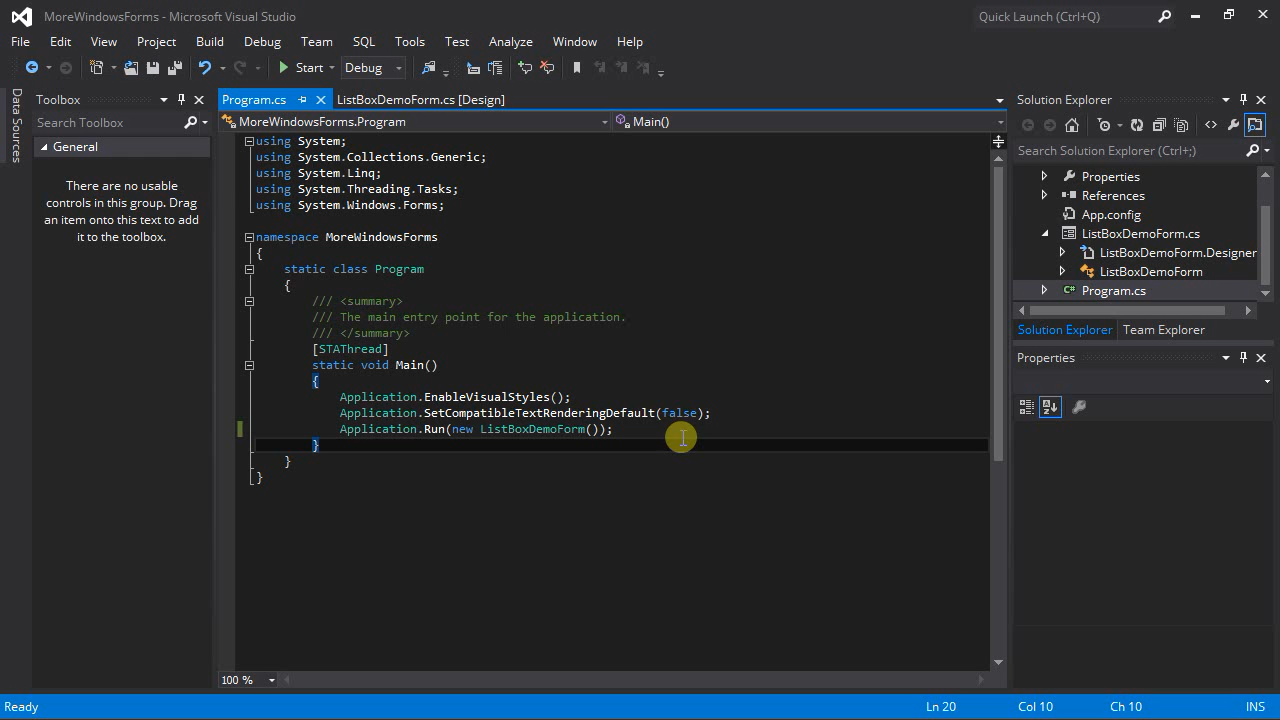 MoreWindowsForms - Microsoft Visual Studio
Quick Launch (Ctrl+Q)
File Edit View Project Build Debug Team SQL Tools Test Analyze Window Help
Start Debug
Data Sources
Toolbox
Search Toolbox
General
There are no usable
controls in this group. Drag
an item onto this text to add
it to the toolbox.
Program.cs ListBoxDemoForm.cs [Design]
MoreWindowsForms.Program Main()
using System;
using System.Collections.Generic;
using System.Linq;
using System.Threading.Tasks;
using System.Windows.Forms;
namespace MoreWindowsForms
{
static class Program
{
/// <summary>
/// The main entry point for the application.
/// </summary>
[STAThread]
static void Main()
{
Application.EnableVisualStyles();
Application.SetCompatibleTextRenderingDefault(false);
Application.Run(new ListBoxDemoForm());
}
}
}
100 %
Solution Explorer
Search Solution Explorer (Ctrl+;)
Properties
References
App.config
ListBoxDemoForm.cs
ListBoxDemoForm.Designer
ListBoxDemoForm
Program.cs
Solution Explorer Team Explorer
Properties
Ready Ln 20 Col 10 Ch 10 INS